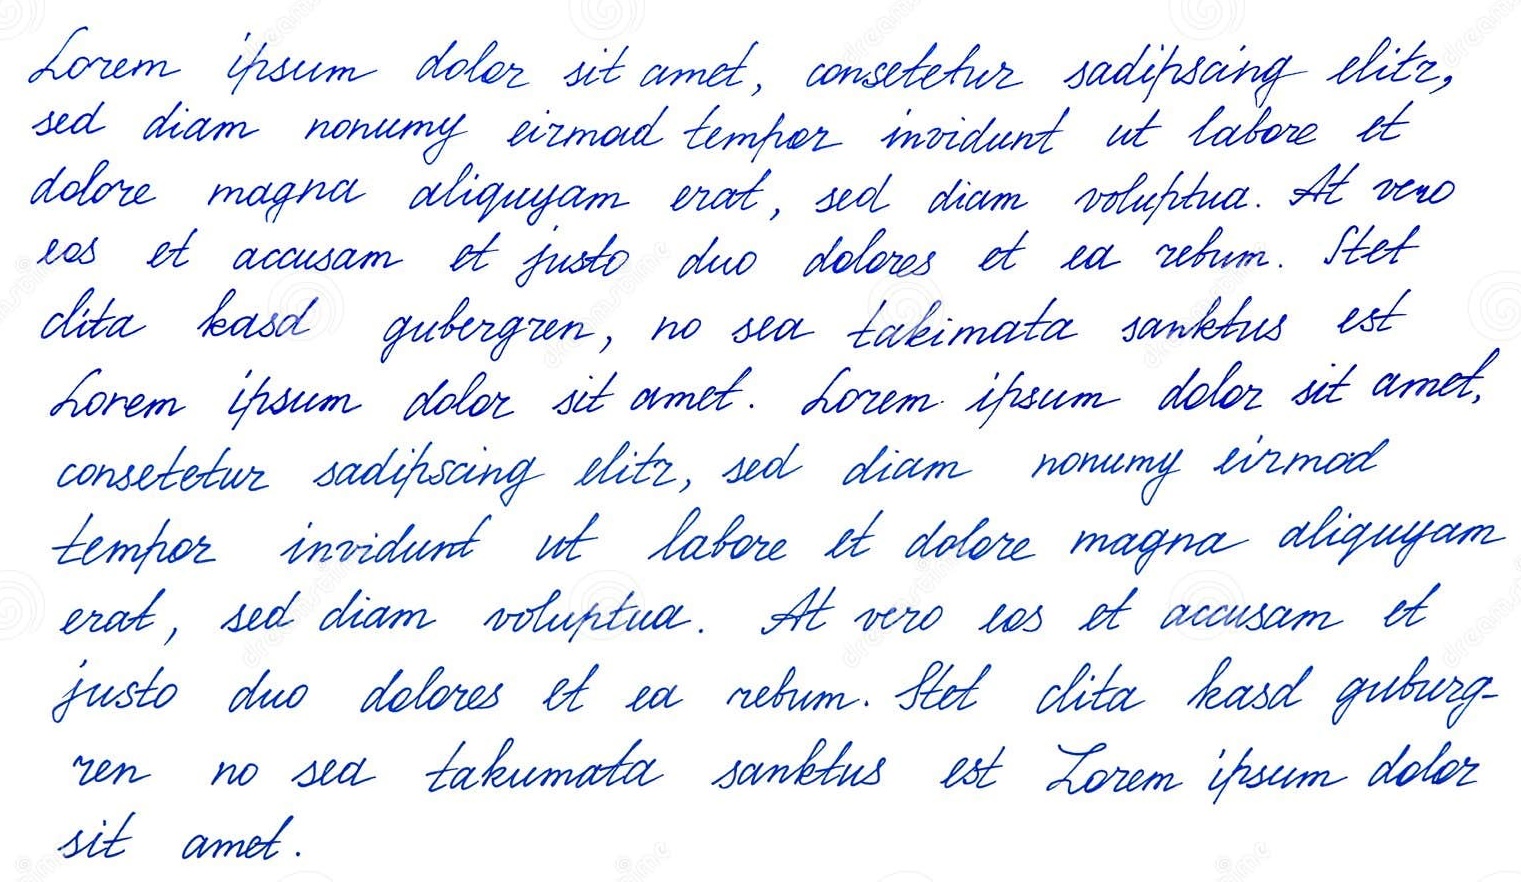 Lorem ipsum dolor sit amet, consetetur sadipscing elitr,
sed diam nonumy eirmod tempor invidunt ut labore et
dolore magna aliquyam erat, sed diam voluptua. At vero
eos et accusam et justo duo dolores et ea rebum. Stet
clita kasd gubergren, no sea takimata sanktus est
Lorem ipsum dolor sit amet. Lorem ipsum dolor sit amet,
consetetur sadipscing elitr, sed diam nonumy eirmod
tempor invidunt ut labore et dolore magna aliquyam
erat, sed diam voluptua. At vero eos et accusam et
justo duo dolores et ea rebum. Stet clita kasd guburg-
ren no sea takumata sanktus est Lorem ipsum dolor
sit amet.